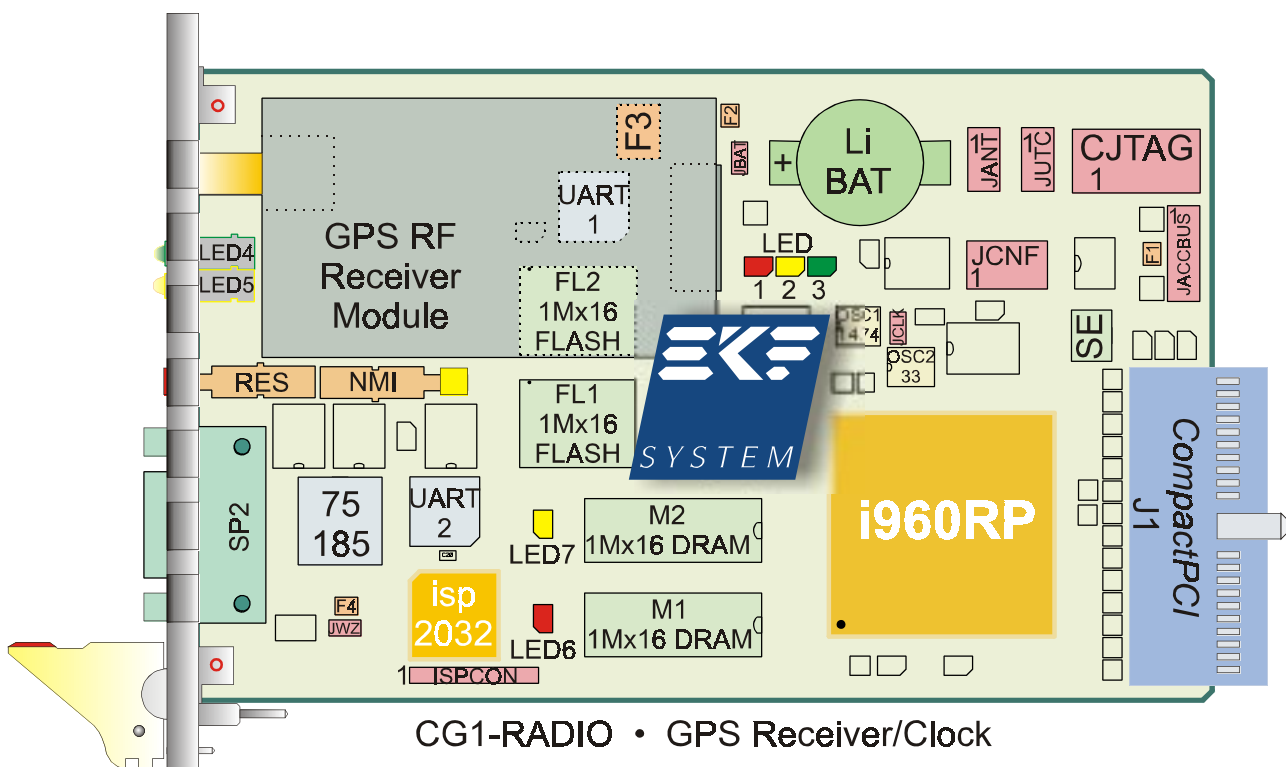 F3
F2
JBAT
Li
BAT
+
1
JANT
1
JUTC
CJTAG
1
UART
1
GPS RF
Receiver
Module
LED4
LED5
FL2
1Mx16
FLASH
LED
1 2 3
JCNF
1
F1
1
JACCBUS
JCLK
OSC2
33
SE
RES
NMI
FL1
1Mx16
FLASH
EKF
SYSTEM
CompactPCI
J1
SP2
75
185
UART
2
LED7
M2
1Mx16 DRAM
i960RP
F4
JWZ
isp
2032
LED6
M1
1Mx16 DRAM
1
ISPCON
CG1-RADIO • GPS Receiver/Clock